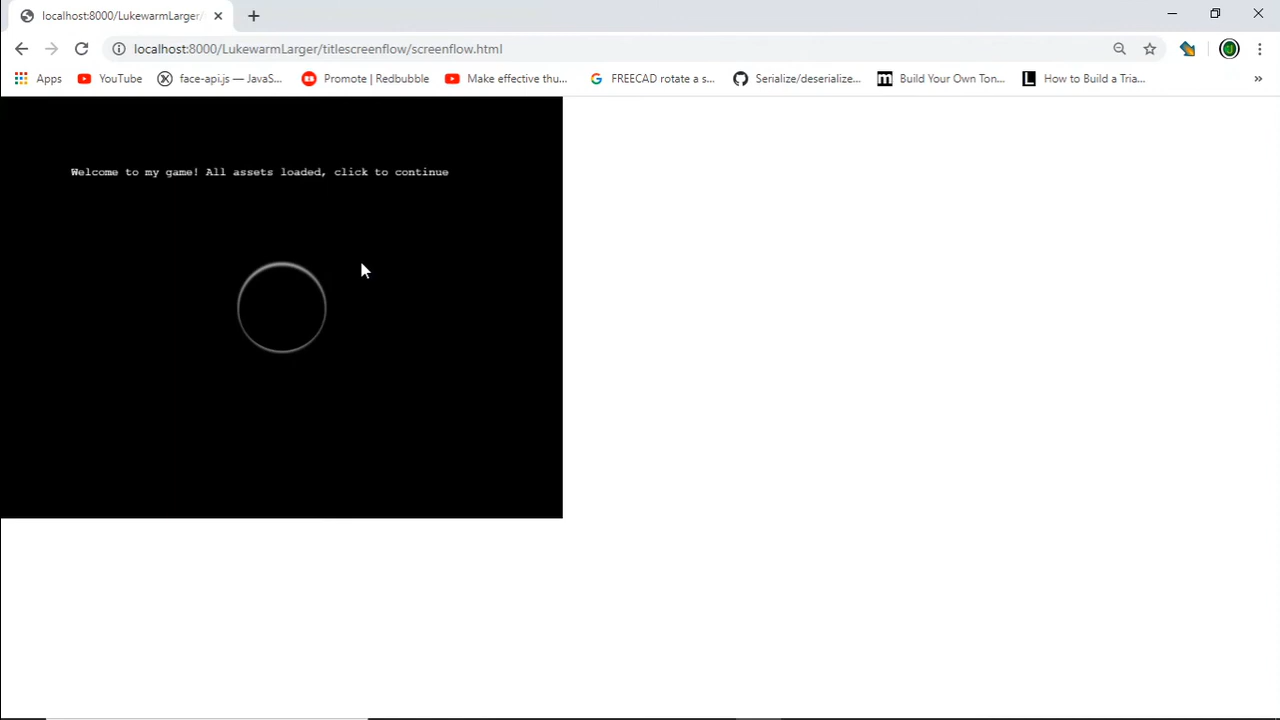 localhost:8000/LukewarmLarger/
localhost:8000/LukewarmLarger/titlescreenflow/screenflow.html
Apps YouTube face-api.js — JavaS... Promote | Redbubble Make effective thu... FREECAD rotate a s... Serialize/deserialize... m Build Your Own Ton... L How to Build a Tria... »
Welcome to my game! All assets loaded, click to continue